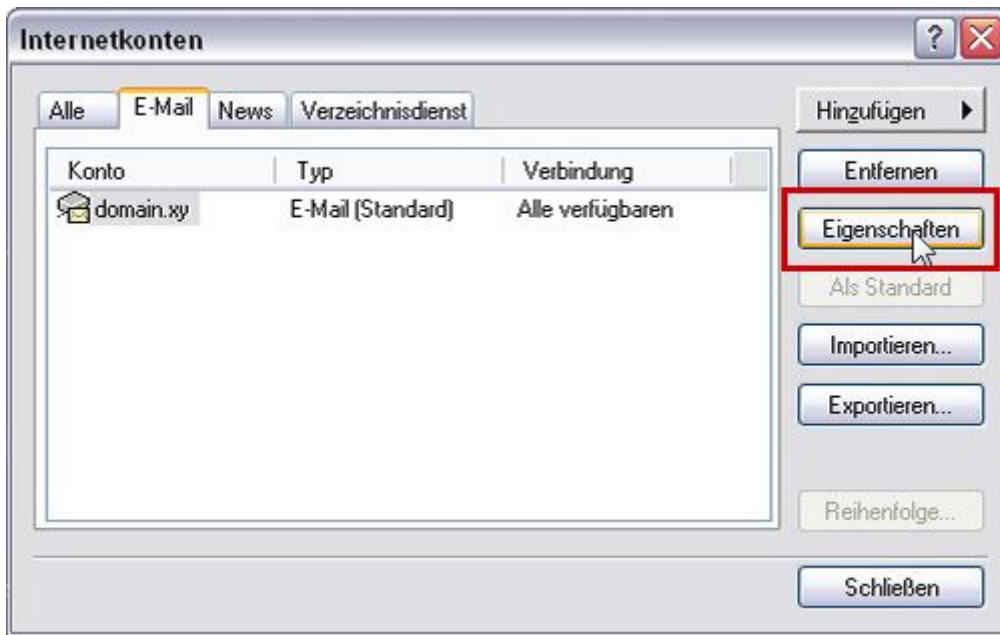 Internetkonten
Alle E-Mail News Verzeichnisdienst
Hinzufügen
Konto Typ Verbindung
Entfernen
domain.xy E-Mail (Standard) Alle verfügbaren
Eigenschaften
Als Standard
Importieren...
Exportieren...
Reihenfolge...
Schließen